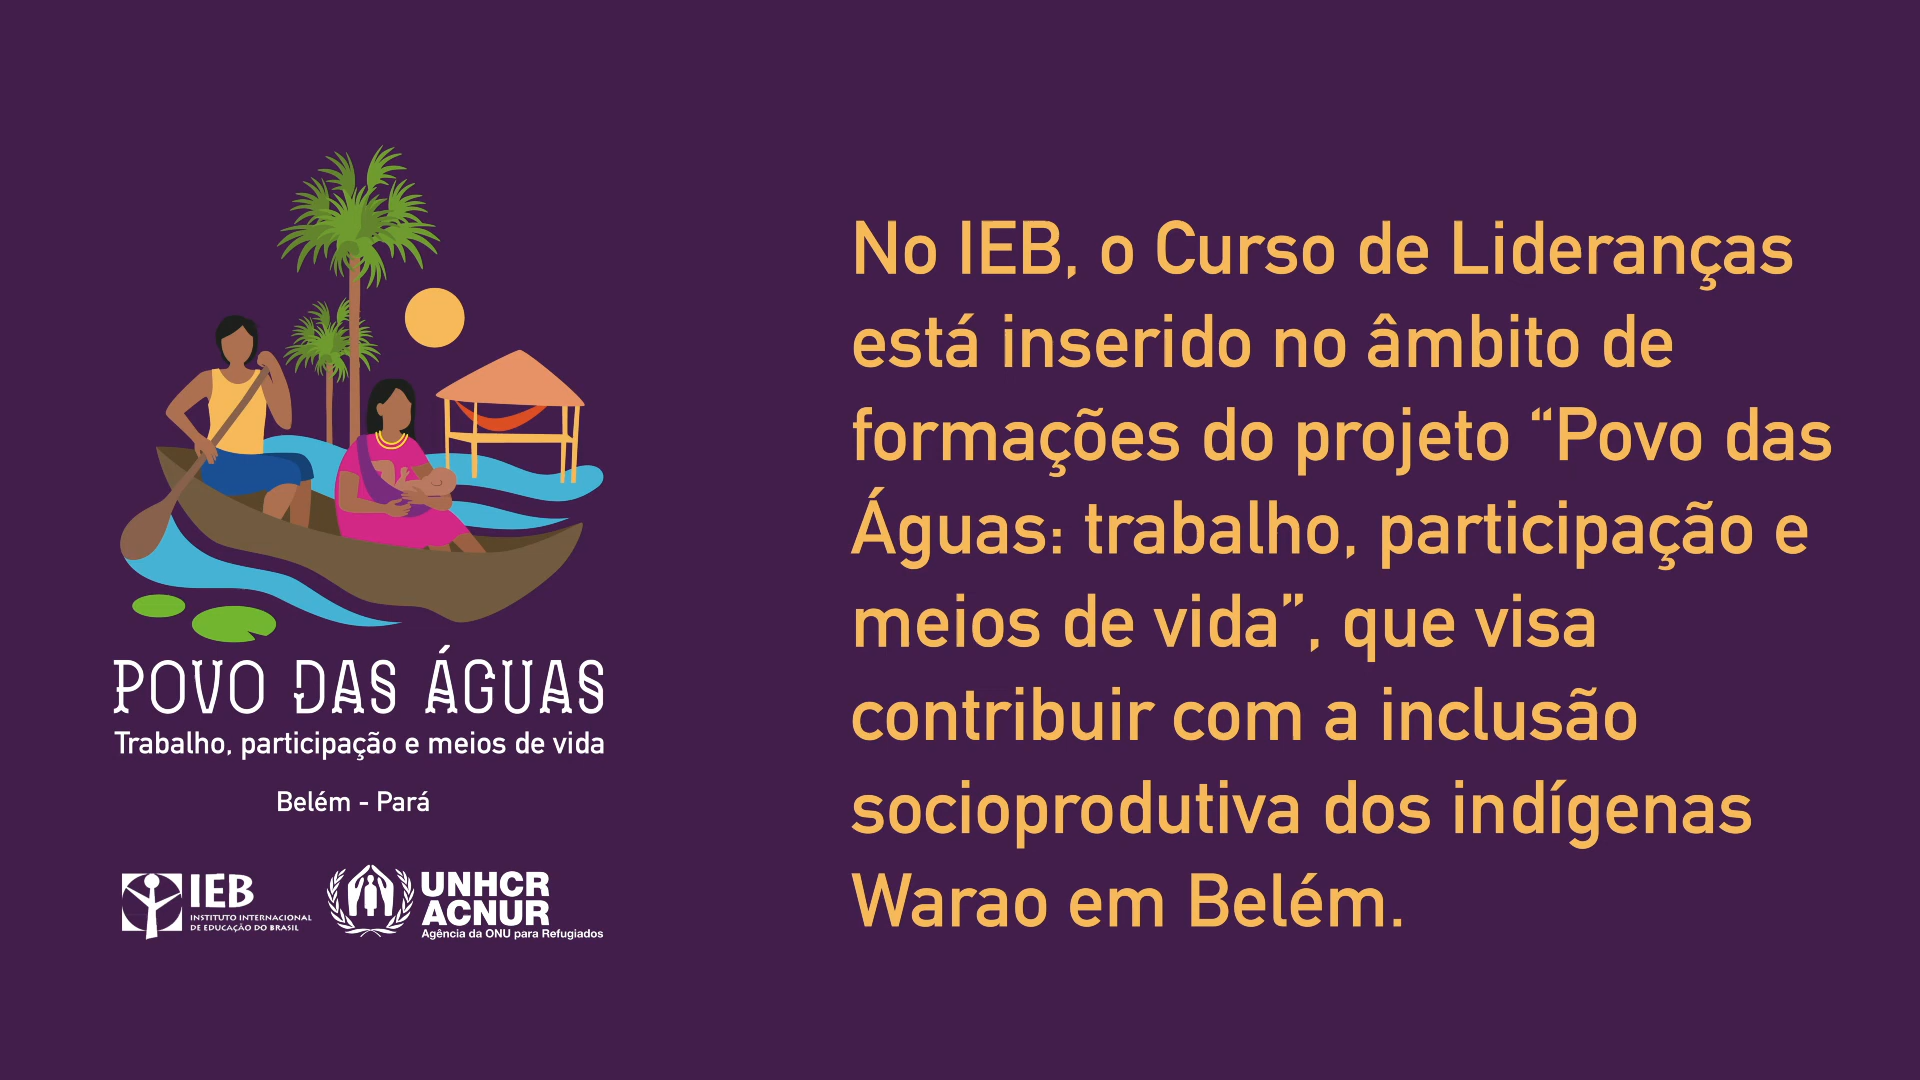 POVO DAS ÁGUAS
Trabalho, participação e meios de vida
Belém - Pará
IEB
INSTITUTO INTERNACIONAL
DE EDUCAÇÃO DO BRASIL
UNHCR
ACNUR
Agência da ONU para Refugiados
No IEB, o Curso de Lideranças
está inserido no âmbito de
formações do projeto “Povo das
Águas: trabalho, participação e
meios de vida”, que visa
contribuir com a inclusão
socioprodutiva dos indígenas
Warao em Belém.